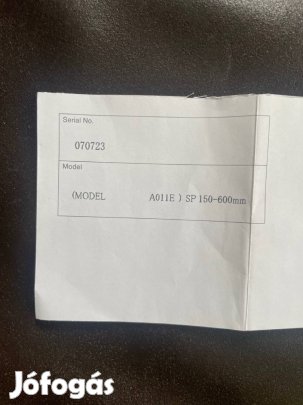 Serial No.
070723
Model
(MODEL A011E ) SP 150-600mm
Jófogás